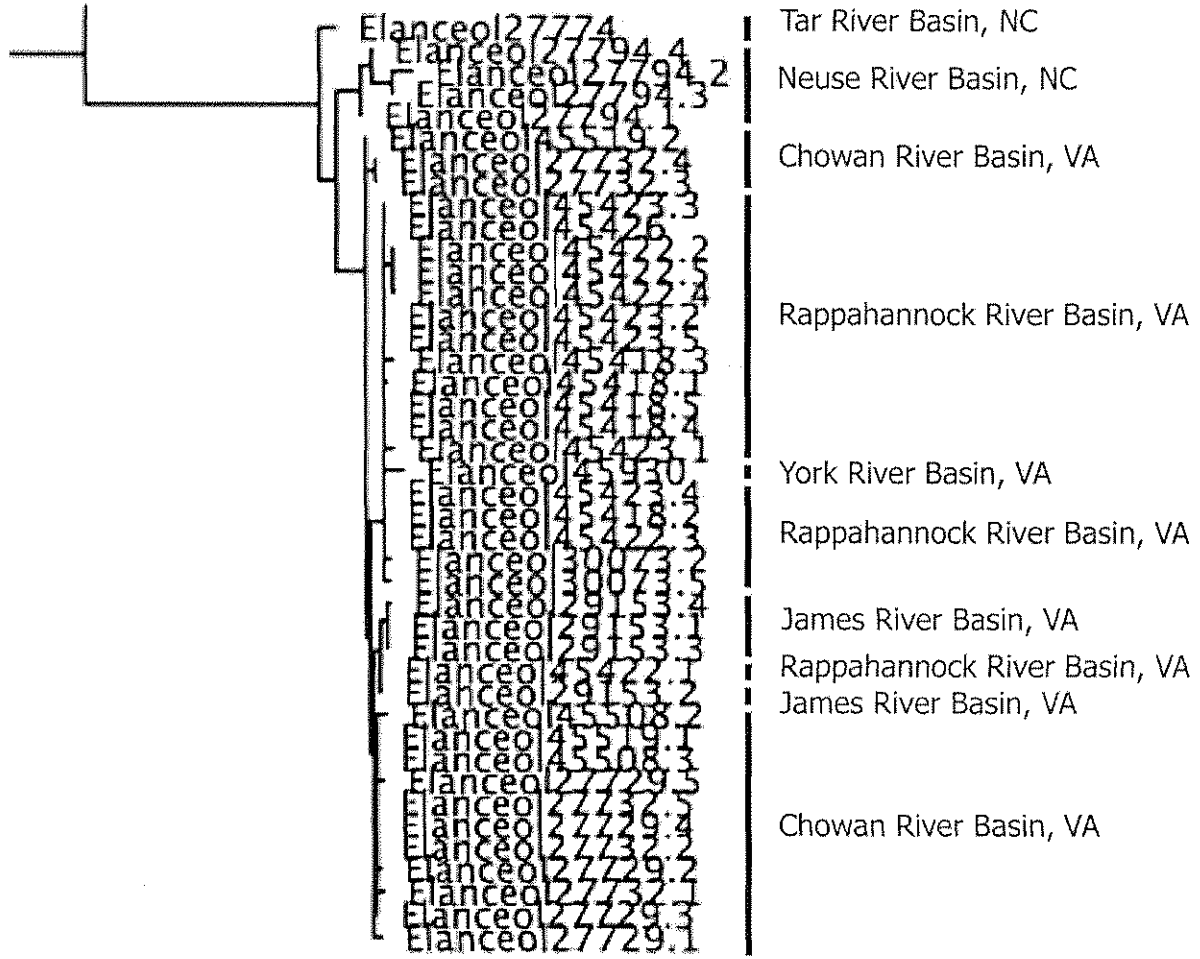 Elanceol27774
Elanceol27794.4
Elanceol27794.2
Elanceol27794.3
Elanceol27794.1
Elanceol45519.2
Elanceol27732.4
Elanceol27732.3
Elanceol45423.3
Elanceol45426
Elanceol45422.2
Elanceol45422.5
Elanceol45422.4
Elanceol45423.2
Elanceol45423.5
Elanceol45418.3
Elanceol45418.1
Elanceol45418.5
Elanceol45418.4
Elanceol45423.1
Elanceol45930
Elanceol45423.4
Elanceol45418.2
Elanceol45422.3
Elanceol30073.2
Elanceol30073.5
Elanceol29153.4
Elanceol29153.1
Elanceol29153.3
Elanceol45422.1
Elanceol29153.2
Elanceol45508.2
Elanceol45519.1
Elanceol45508.3
Elanceol27729.5
Elanceol27732.5
Elanceol27729.4
Elanceol27732.2
Elanceol27729.2
Elanceol27732.1
Elanceol27729.3
Elanceol27729.1
Tar River Basin, NC
Neuse River Basin, NC
Chowan River Basin, VA
Rappahannock River Basin, VA
York River Basin, VA
Rappahannock River Basin, VA
James River Basin, VA
Rappahannock River Basin, VA
James River Basin, VA
Chowan River Basin, VA